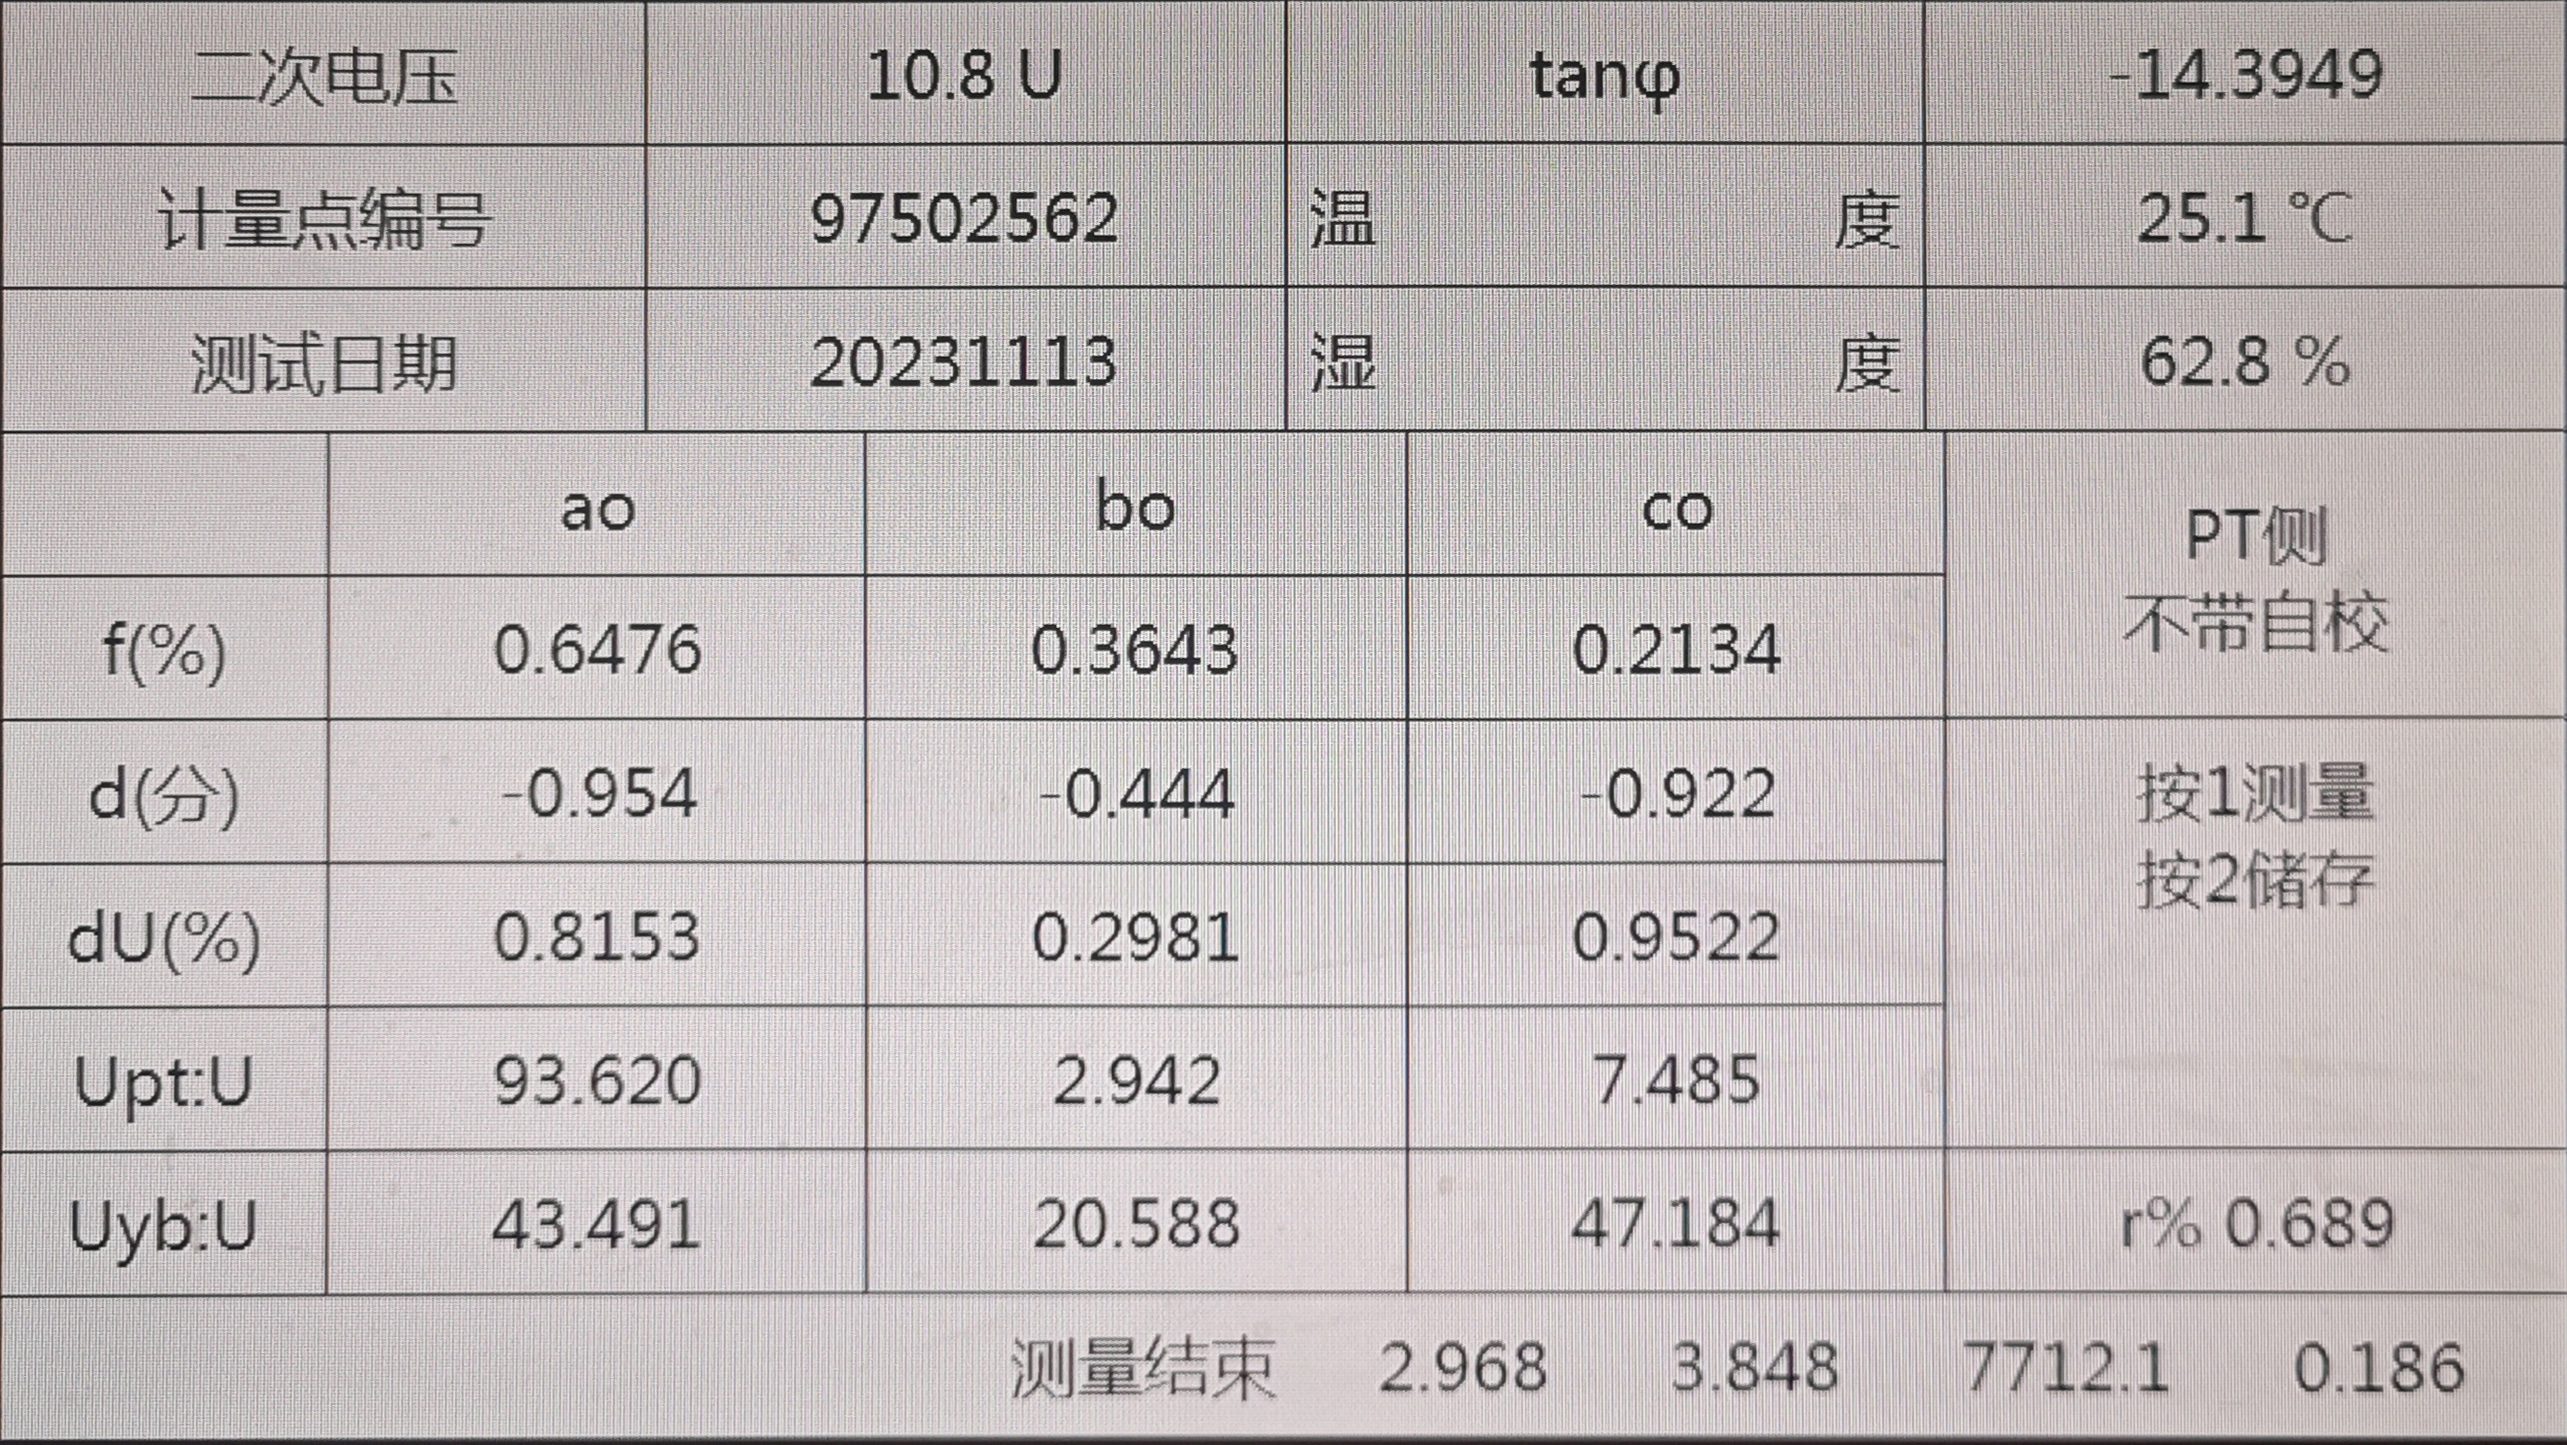 二次电压 10.8 U tanφ -14.3949
计量点编号 97502562 温 度 25.1 ℃
测试日期 20231113 湿 度 62.8 %
ao bo co PT侧
不带自校
f(%) 0.6476 0.3643 0.2134
d(分) -0.954 -0.444 -0.922 按1测量
按2储存
dU(%) 0.8153 0.2981 0.9522
Upt:U 93.620 2.942 7.485
Uyb:U 43.491 20.588 47.184 r% 0.689
测量结束 2.968 3.848 7712.1 0.186